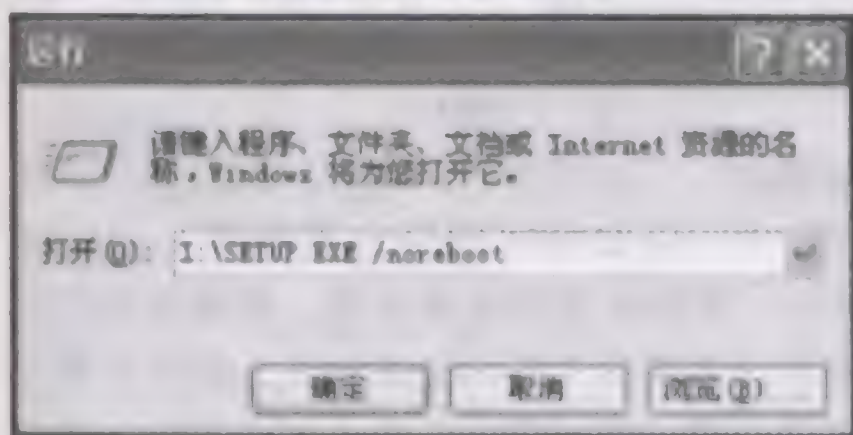 运行
请键入程序、文件夹、文档或 Internet 资源的名
称，Windows 将为您打开它。
打开(O): I:\SETUP EXE /noreboot
确定
取消
浏览(B)